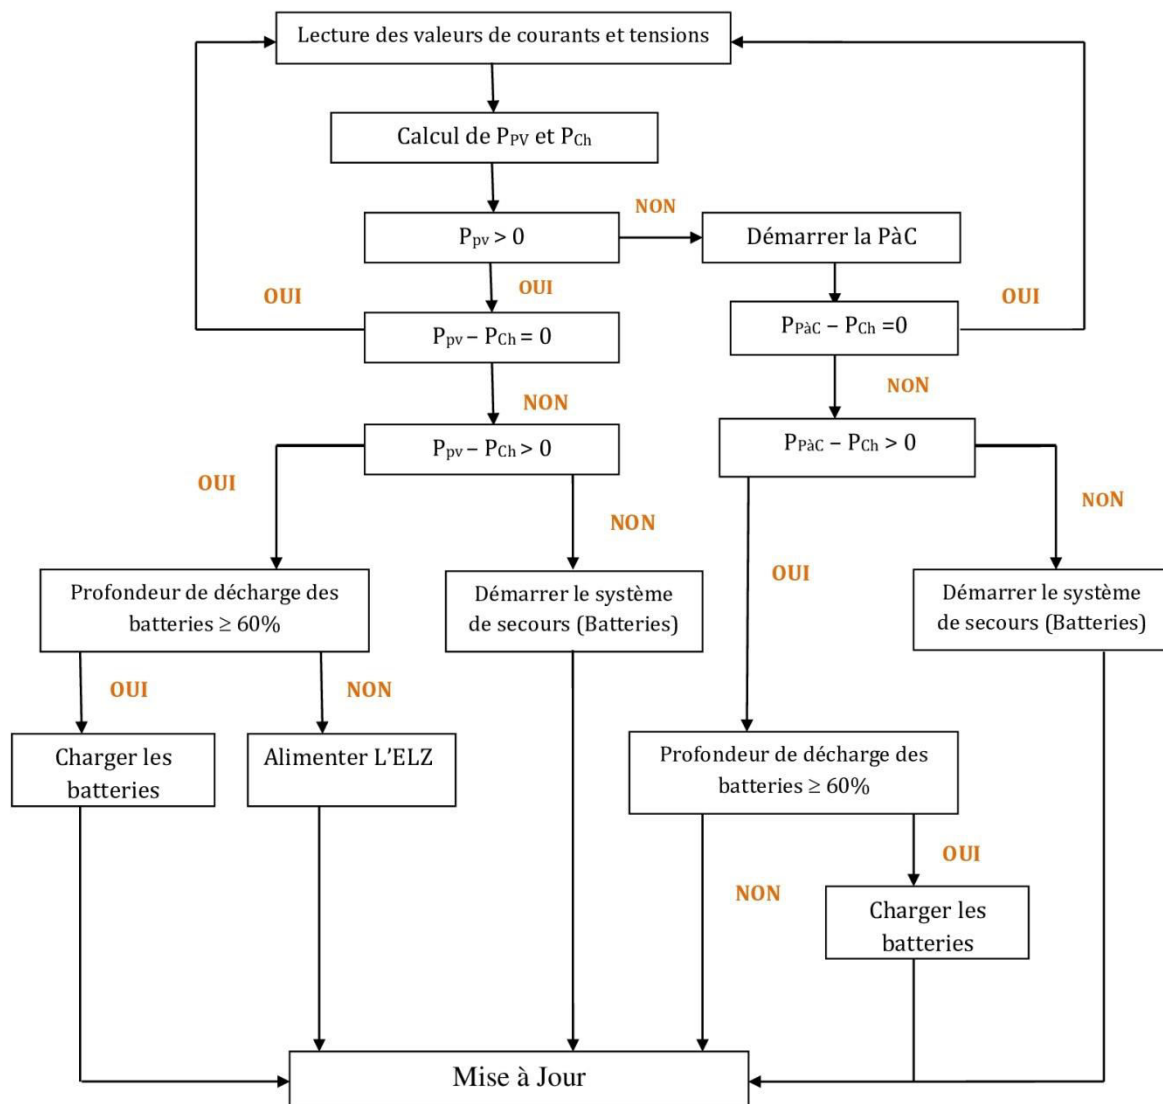 Lecture des valeurs de courants et tensions
Calcul de PPV et PCh
NON
Ppv > 0
Démarrer la PàC
OUI
OUI
OUI
Ppv – PCh = 0
PPàC – PCh =0
NON
NON
Ppv – PCh > 0
PPàC – PCh > 0
OUI
NON
NON
OUI
Profondeur de décharge des
batteries ≥ 60%
Démarrer le système
de secours (Batteries)
Démarrer le système
de secours (Batteries)
OUI
NON
Charger les
batteries
Alimenter L'ELZ
Profondeur de décharge des
batteries ≥ 60%
OUI
NON
Charger les
batteries
Mise à Jour